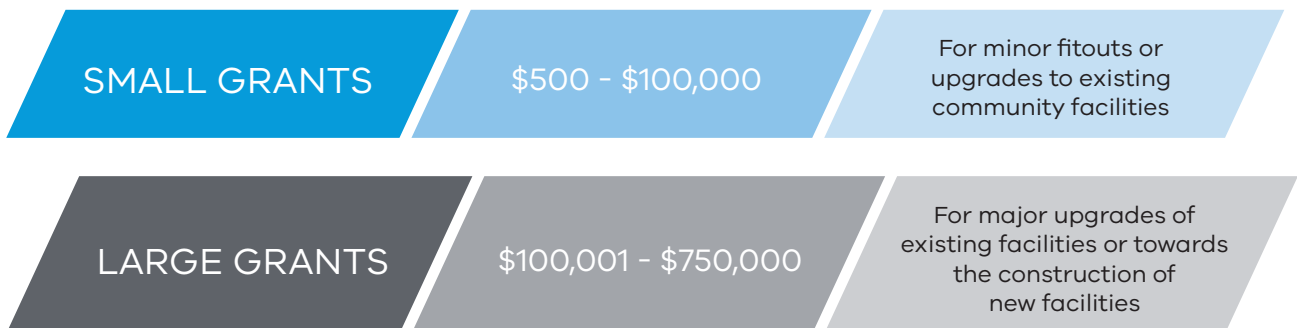 SMALL GRANTS
$500 - $100,000
For minor fitouts or
upgrades to existing
community facilities
LARGE GRANTS
$100,001 - $750,000
For major upgrades of
existing facilities or towards
the construction of
new facilities